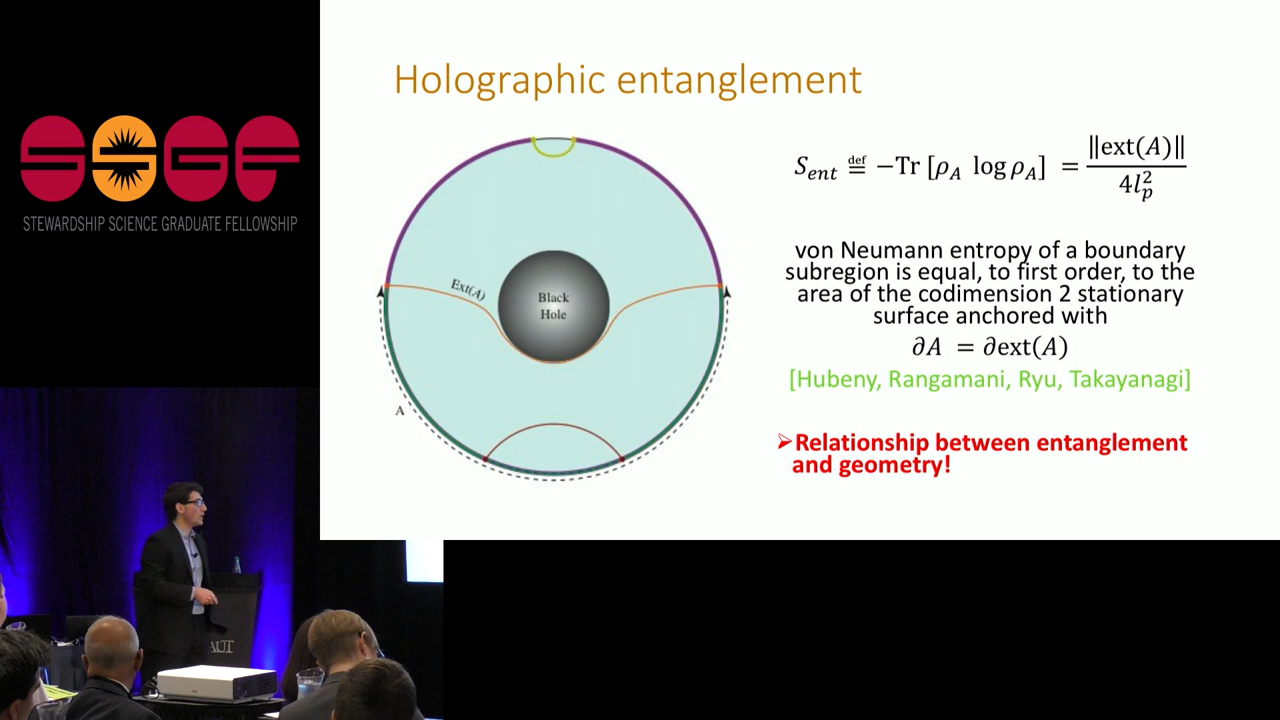 SSGF
STEWARDSHIP SCIENCE GRADUATE FELLOWSHIP
Holographic entanglement
Ext(A)
Black
Hole
A
S_{ent} ≝ −Tr [ρ_A log ρ_A] = ‖ext(A)‖ / 4l_p^2
von Neumann entropy of a boundary
subregion is equal, to first order, to the
area of the codimension 2 stationary
surface anchored with
∂A = ∂ext(A)
[Hubeny, Rangamani, Ryu, Takayanagi]
➢Relationship between entanglement
and geometry!